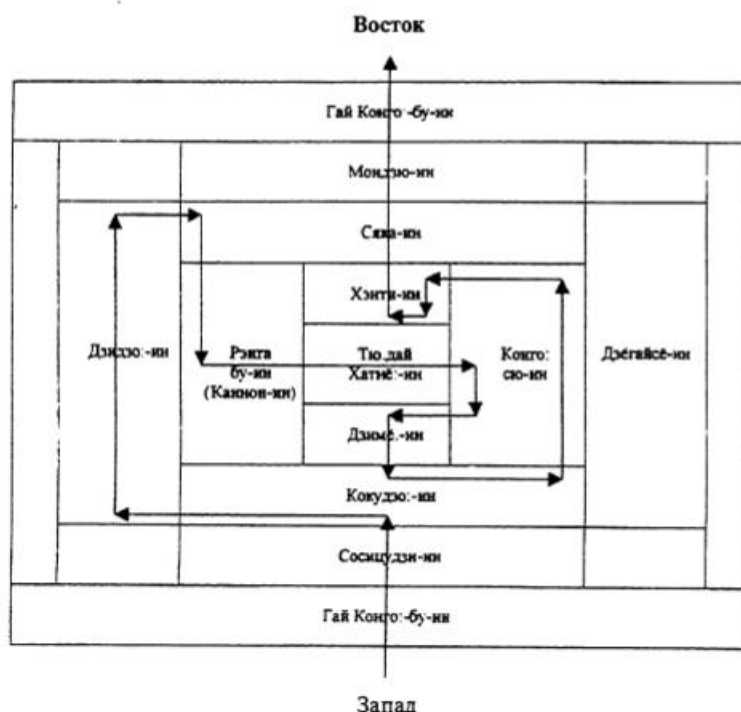 Восток
Гай Конго:-бу-ин
Мондзю-ин
Сяка-ин
Хэнти-ин
Дзидзо:-ин
Рэнгa
бу-ин
(Каннон-ин)
Тю:дай
Хатиё:-ин
Конго:
сю-ин
Дзёгайсё-ин
Дзимё:-ин
Кокудзо:-ин
Сосицудзи-ин
Гай Конго:-бу-ин
Запад